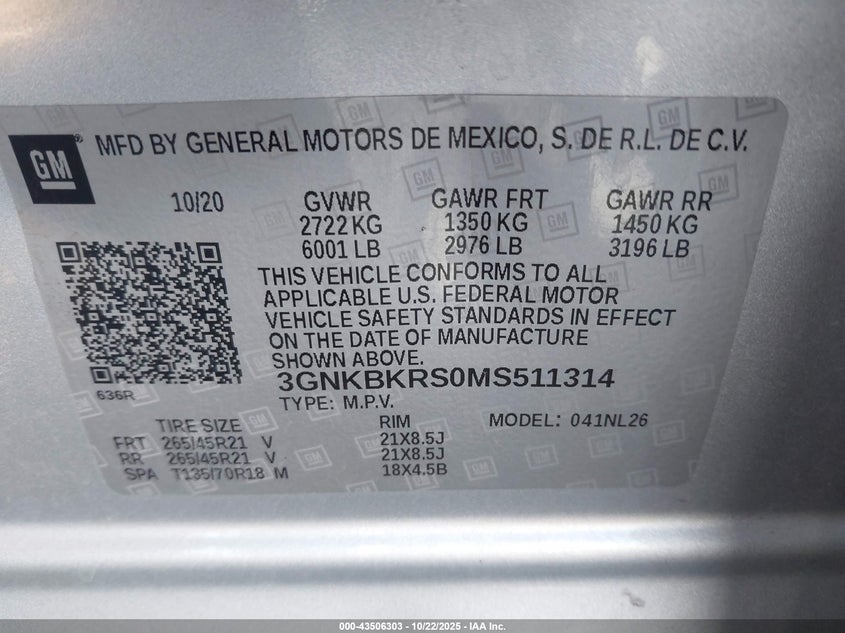 GM
MFD BY GENERAL MOTORS DE MEXICO, S. DE R.L. DE C.V.
10/20 GVWR GAWR FRT GAWR RR
2722 KG 1350 KG 1450 KG
6001 LB 2976 LB 3196 LB
THIS VEHICLE CONFORMS TO ALL
APPLICABLE U.S. FEDERAL MOTOR
VEHICLE SAFETY STANDARDS IN EFFECT
ON THE DATE OF MANUFACTURE
SHOWN ABOVE.
3GNKBKRS0MS511314
636R
TYPE: M.P.V.
TIRE SIZE RIM MODEL: 041NL26
FRT 265/45R21 V 21X8.5J
RR 265/45R21 V 21X8.5J
SPA T135/70R18 M 18X4.5B
000-43506303 - 10/22/2025 - IAA Inc.